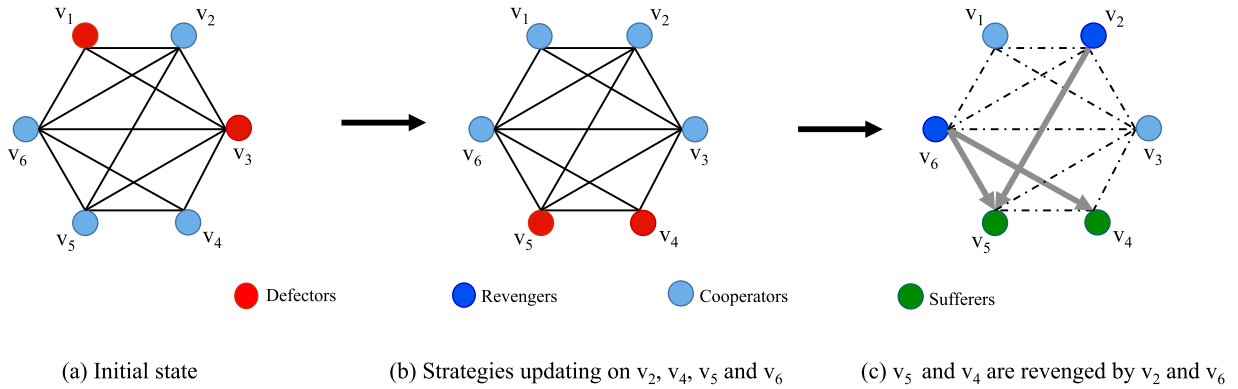 v1 v2
v6 v3
v5 v4
v1 v2
v6 v3
v5 v4
v1 v2
v6 v3
v5 v4
Defectors Revengers Cooperators Sufferers
(a) Initial state
(b) Strategies updating on v2, v4, v5 and v6
(c) v5 and v4 are revenged by v2 and v6